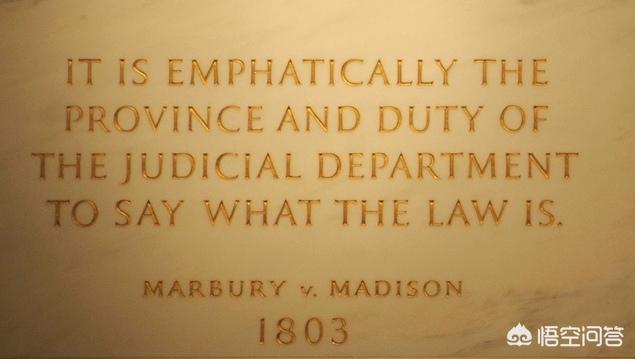 IT IS EMPHATICALLY THE
PROVINCE AND DUTY OF
THE JUDICIAL DEPARTMENT
TO SAY WHAT THE LAW IS.
MARBURY v. MADISON
1803
悟空问答